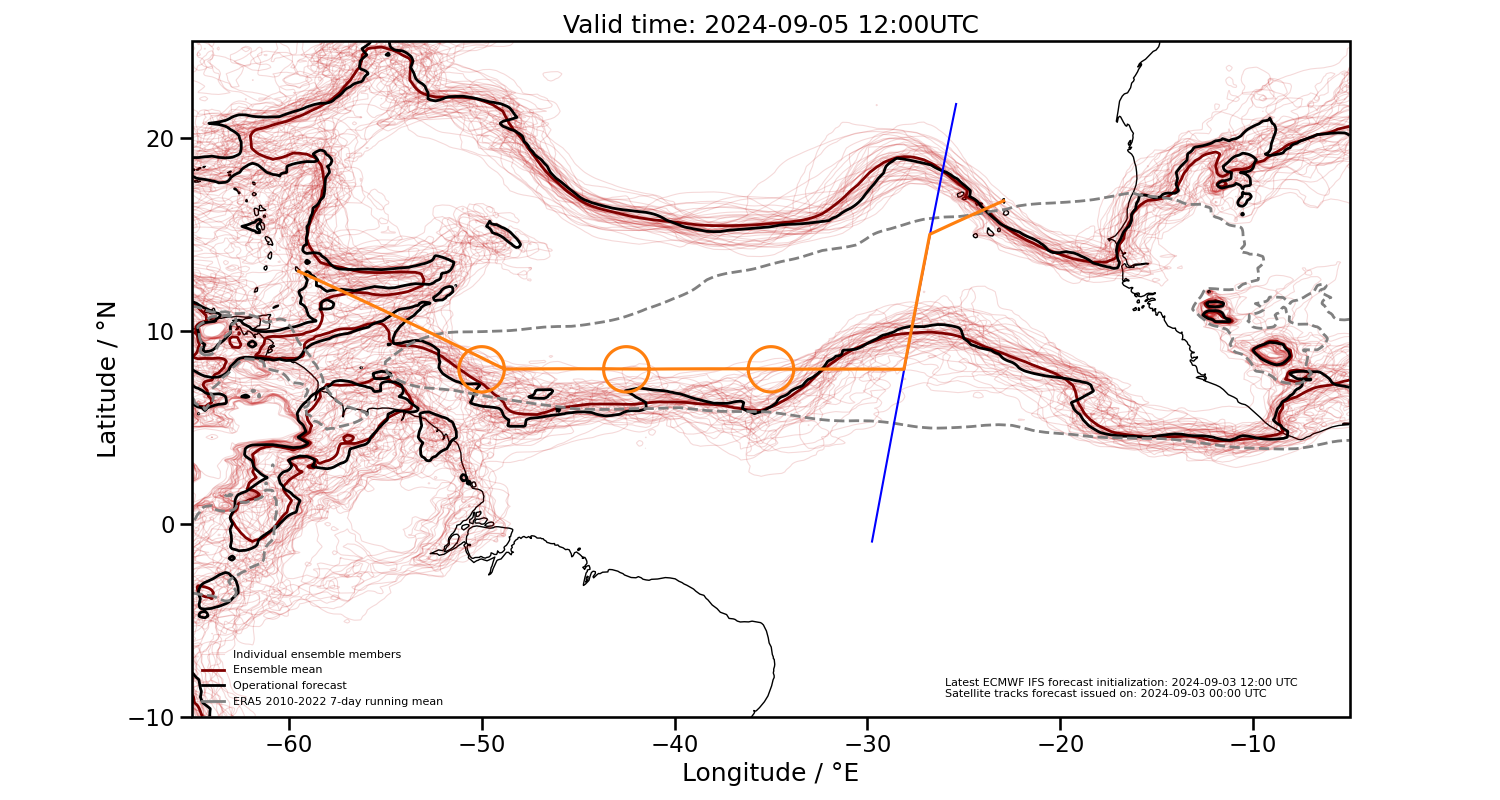 Valid time: 2024-09-05 12:00UTC
20
10
0
−10
Latitude / °N
Individual ensemble members
Ensemble mean
Operational forecast
ERA5 2010-2022 7-day running mean
Latest ECMWF IFS forecast initialization: 2024-09-03 12:00 UTC
Satellite tracks forecast issued on: 2024-09-03 00:00 UTC
−60 −50 −40 −30 −20 −10
Longitude / °E